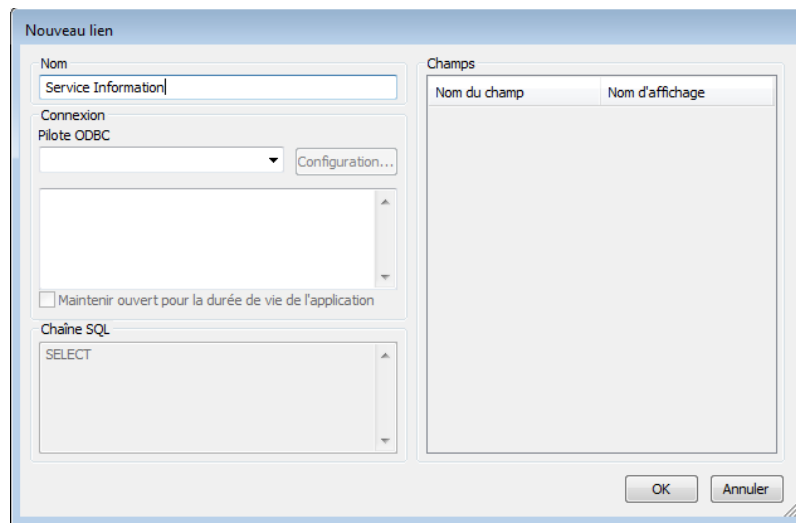 Nouveau lien
Nom
Service Information
Connexion
Pilote ODBC
Configuration...
Maintenir ouvert pour la durée de vie de l'application
Chaîne SQL
SELECT
Champs
Nom du champ
Nom d'affichage
OK
Annuler